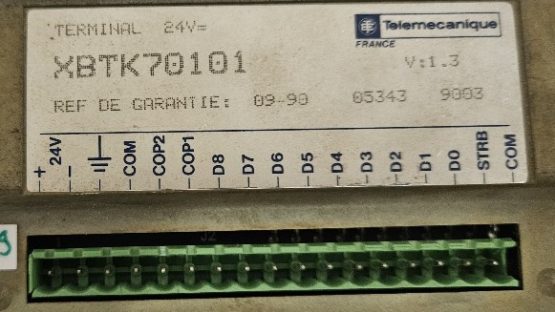 TERMINAL 24V=
Telemecanique
FRANCE
XBTK70101
V:1.3
REF DE GARANTIE: 09-90 05343 9003
+ 24V - COM COP2 COP1 D8 D7 D6 D5 D4 D3 D2 D1 D0 STRB COM